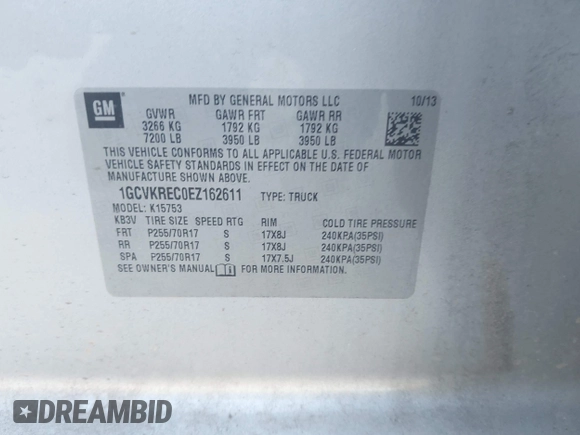 GM
MFD BY GENERAL MOTORS LLC 10/13
GVWR GAWR FRT GAWR RR
3266 KG 1792 KG 1792 KG
7200 LB 3950 LB 3950 LB
THIS VEHICLE CONFORMS TO ALL APPLICABLE U.S. FEDERAL MOTOR
VEHICLE SAFETY STANDARDS IN EFFECT ON THE DATE OF
MANUFACTURE SHOWN ABOVE.
1GCVKREC0EZ162611 TYPE: TRUCK
MODEL: K15753
KB3V TIRE SIZE SPEED RTG RIM COLD TIRE PRESSURE
FRT P255/70R17 S 17X8J 240KPA(35PSI)
RR P255/70R17 S 17X8J 240KPA(35PSI)
SPA P255/70R17 S 17X7.5J 240KPA(35PSI)
SEE OWNER'S MANUAL FOR MORE INFORMATION.
DREAMBID